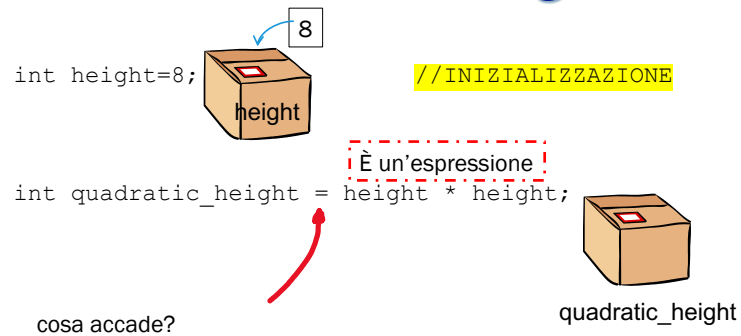 8
int height=8;
//INIZIALIZZAZIONE
height
È un'espressione
int quadratic_height = height * height;
quadratic_height
cosa accade?